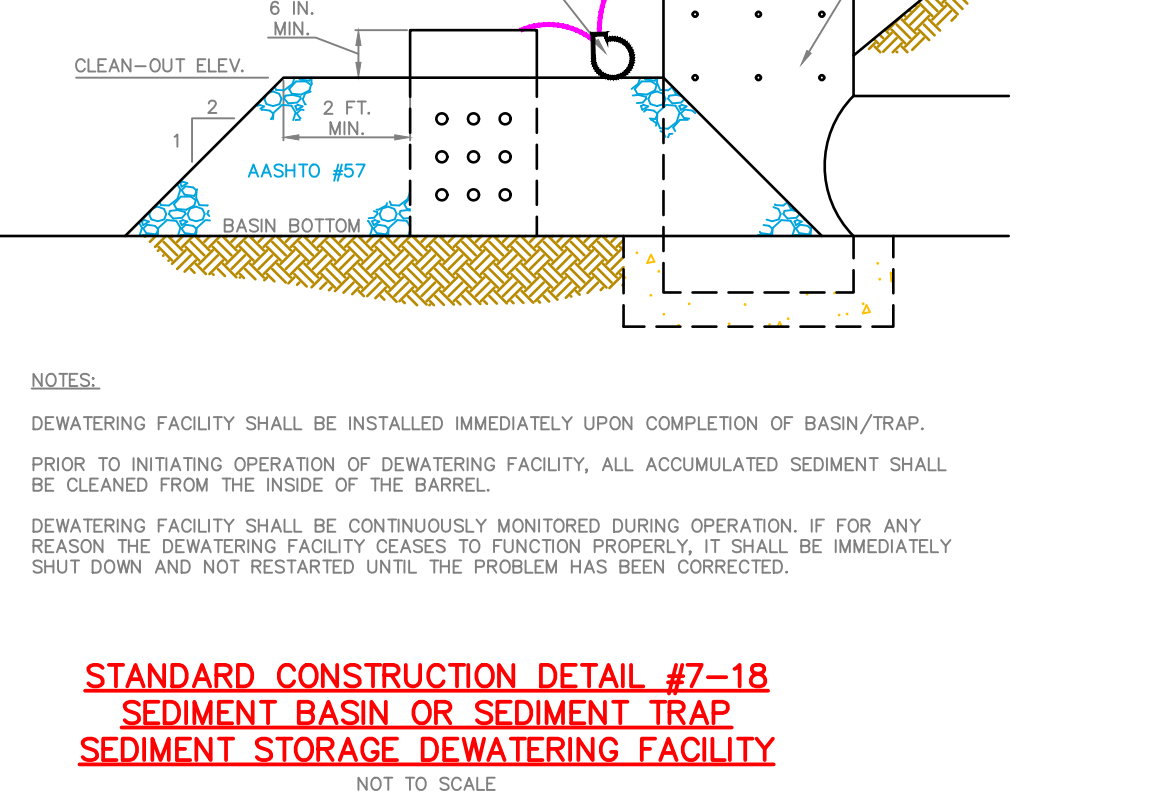 6 IN.
MIN.
CLEAN-OUT ELEV.
2
2 FT.
MIN.
1
AASHTO #57
BASIN BOTTOM
NOTES:
DEWATERING FACILITY SHALL BE INSTALLED IMMEDIATELY UPON COMPLETION OF BASIN/TRAP.
PRIOR TO INITIATING OPERATION OF DEWATERING FACILITY, ALL ACCUMULATED SEDIMENT SHALL
BE CLEANED FROM THE INSIDE OF THE BARREL.
DEWATERING FACILITY SHALL BE CONTINUOUSLY MONITORED DURING OPERATION. IF FOR ANY
REASON THE DEWATERING FACILITY CEASES TO FUNCTION PROPERLY, IT SHALL BE IMMEDIATELY
SHUT DOWN AND NOT RESTARTED UNTIL THE PROBLEM HAS BEEN CORRECTED.
STANDARD CONSTRUCTION DETAIL #7-18
SEDIMENT BASIN OR SEDIMENT TRAP
SEDIMENT STORAGE DEWATERING FACILITY
NOT TO SCALE